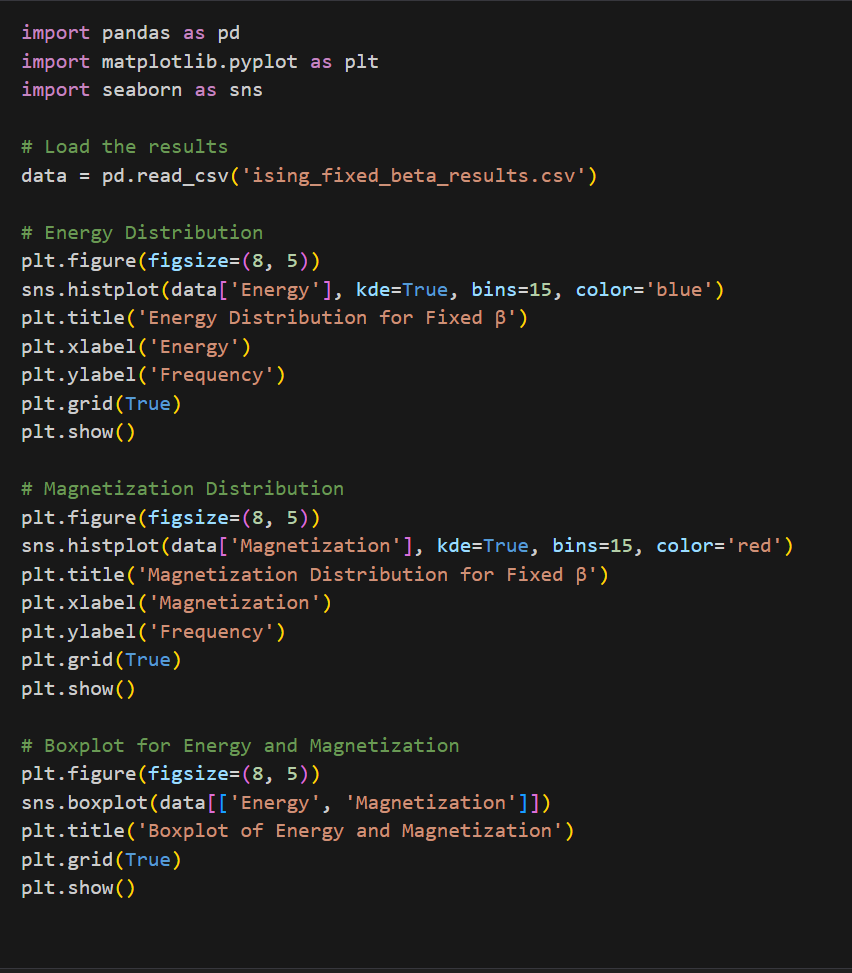 import pandas as pd
import matplotlib.pyplot as plt
import seaborn as sns
# Load the results
data = pd.read_csv('ising_fixed_beta_results.csv')
# Energy Distribution
plt.figure(figsize=(8, 5))
sns.histplot(data['Energy'], kde=True, bins=15, color='blue')
plt.title('Energy Distribution for Fixed β')
plt.xlabel('Energy')
plt.ylabel('Frequency')
plt.grid(True)
plt.show()
# Magnetization Distribution
plt.figure(figsize=(8, 5))
sns.histplot(data['Magnetization'], kde=True, bins=15, color='red')
plt.title('Magnetization Distribution for Fixed β')
plt.xlabel('Magnetization')
plt.ylabel('Frequency')
plt.grid(True)
plt.show()
# Boxplot for Energy and Magnetization
plt.figure(figsize=(8, 5))
sns.boxplot(data[['Energy', 'Magnetization']])
plt.title('Boxplot of Energy and Magnetization')
plt.grid(True)
plt.show()